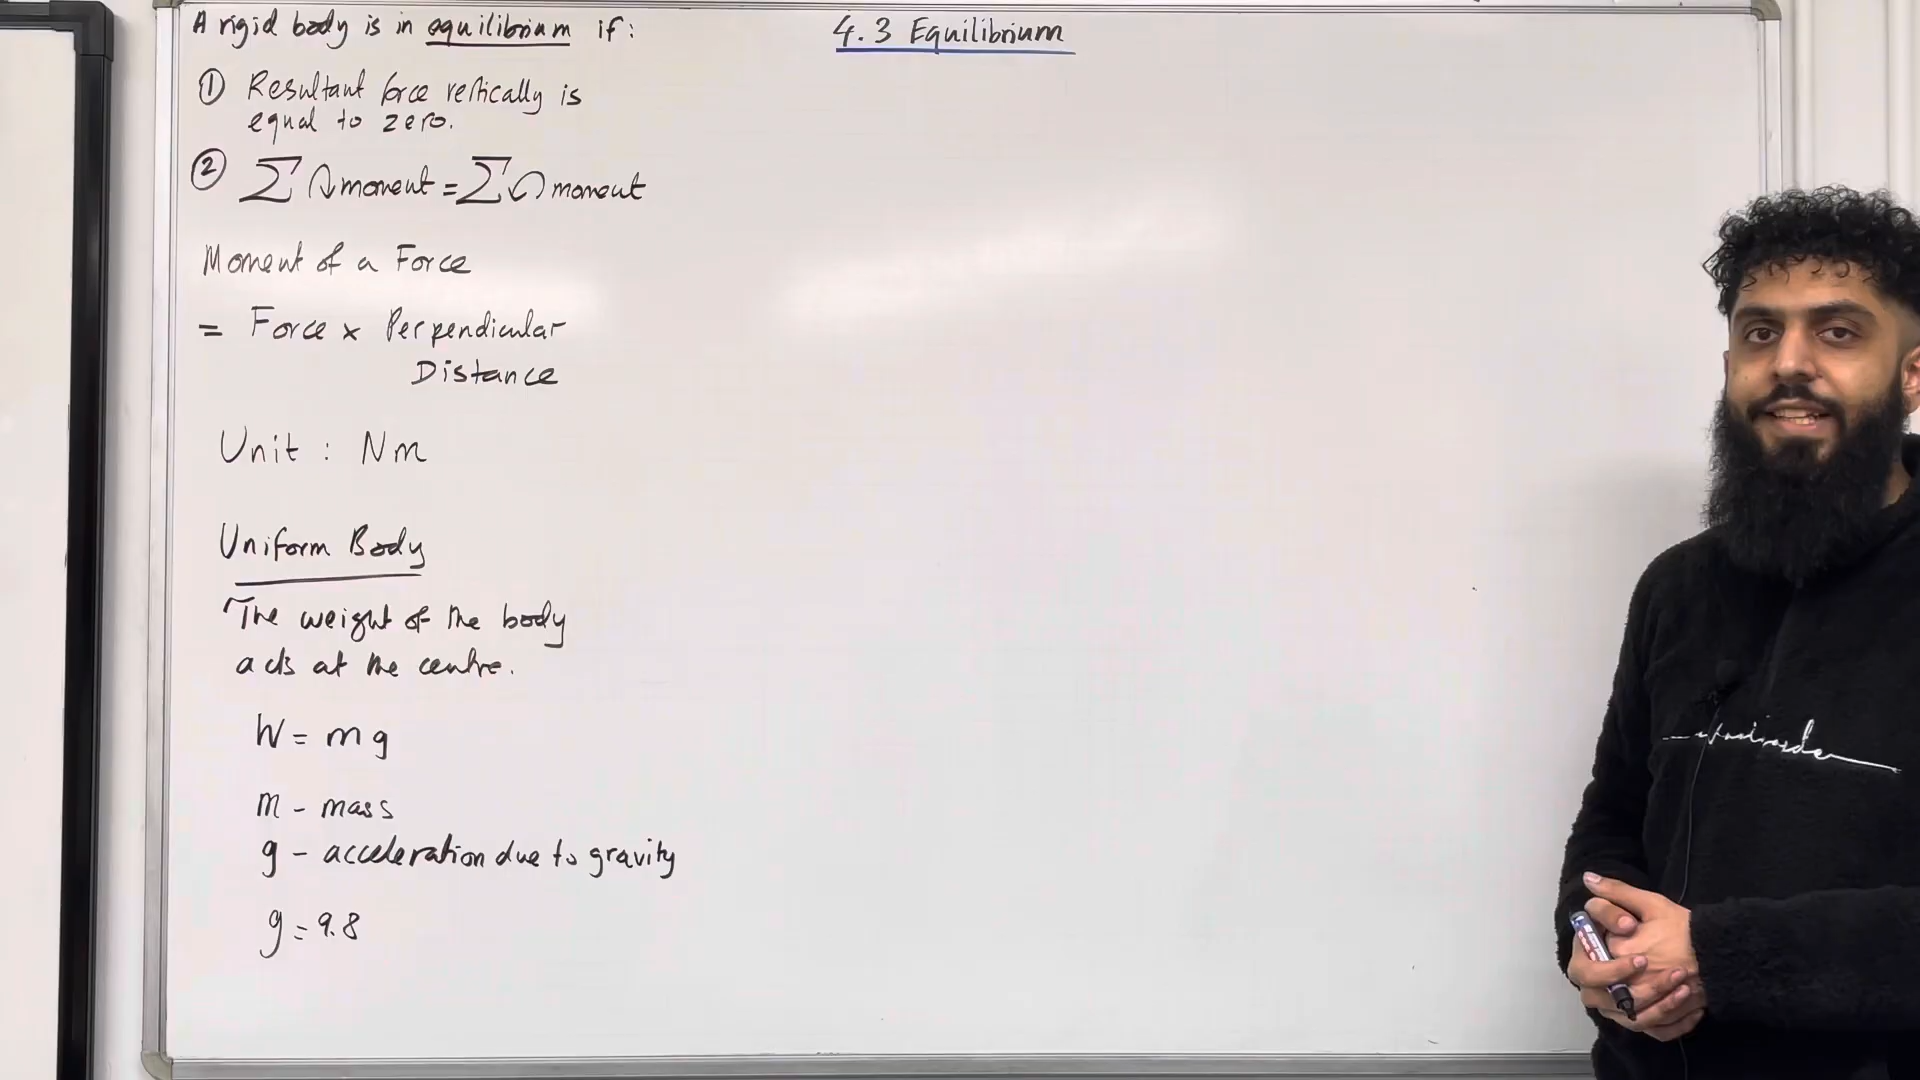 A rigid body is in equilibrium if:
4.3 Equilibrium
① Resultant force vertically is
equal to zero.
② ∑ ↻ moment = ∑ ↺ moment
Moment of a Force
= Force × Perpendicular
Distance
Unit : Nm
Uniform Body
The weight of the body
acts at the centre.
W = mg
m - mass
g - acceleration due to gravity
g = 9.8